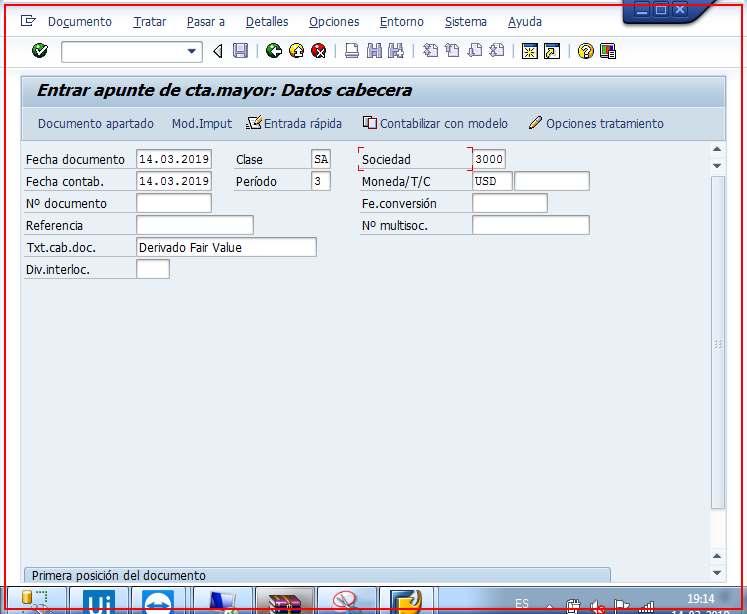 Documento Tratar Pasar a Detalles Opciones Entorno Sistema Ayuda
Entrar apunte de cta.mayor: Datos cabecera
Documento apartado Mod.Imput Entrada rápida Contabilizar con modelo Opciones tratamiento
Fecha documento 14.03.2019 Clase SA Sociedad 3000
Fecha contab. 14.03.2019 Período 3 Moneda/T/C USD
Nº documento Fe.conversión
Referencia Nº multisoc.
Txt.cab.doc. Derivado Fair Value
Div.interloc.
Primera posición del documento
Ui ES 19:14